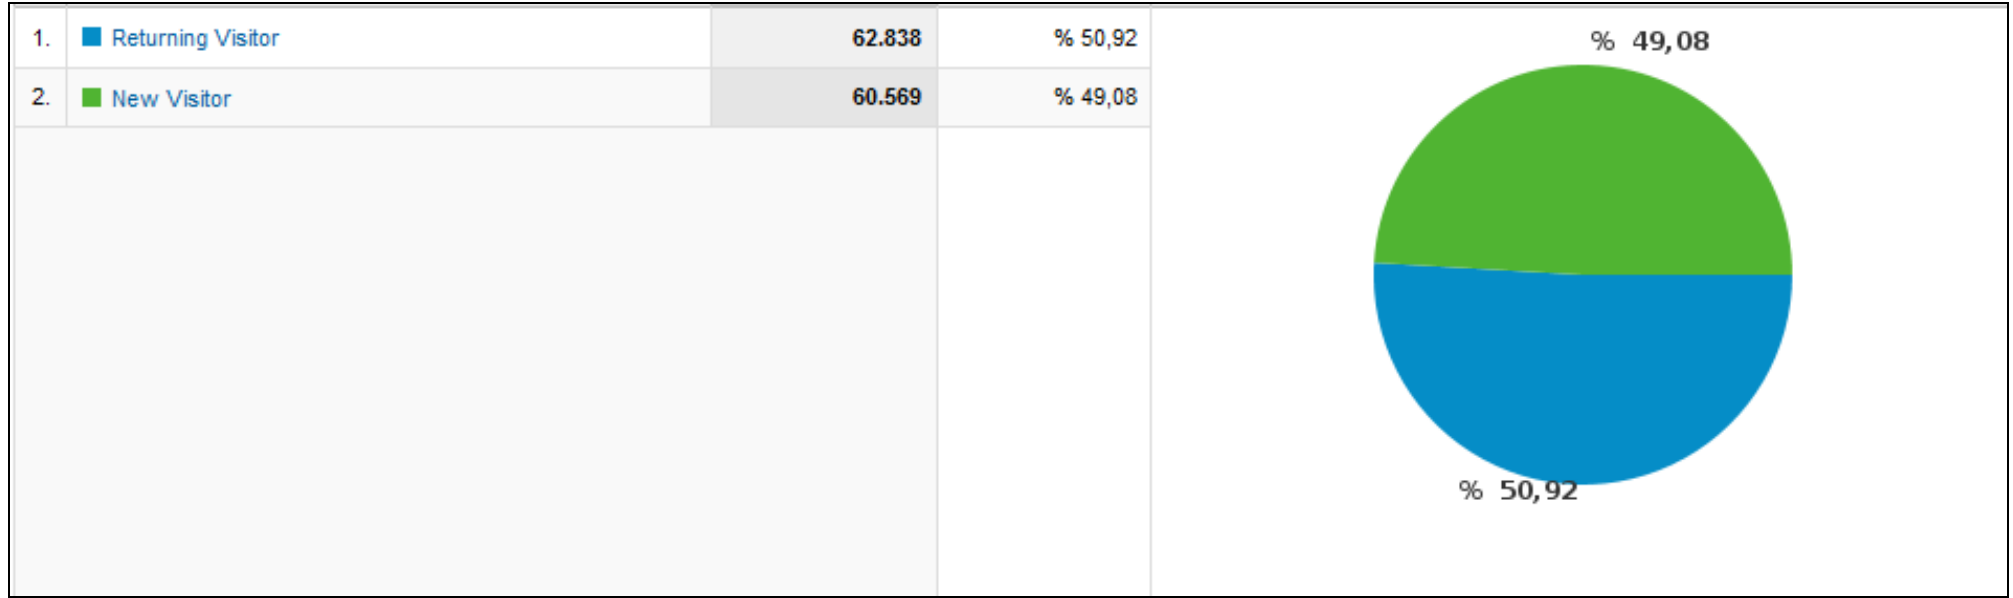 1. Returning Visitor 62.838 % 50,92
2. New Visitor 60.569 % 49,08
% 49,08
% 50,92